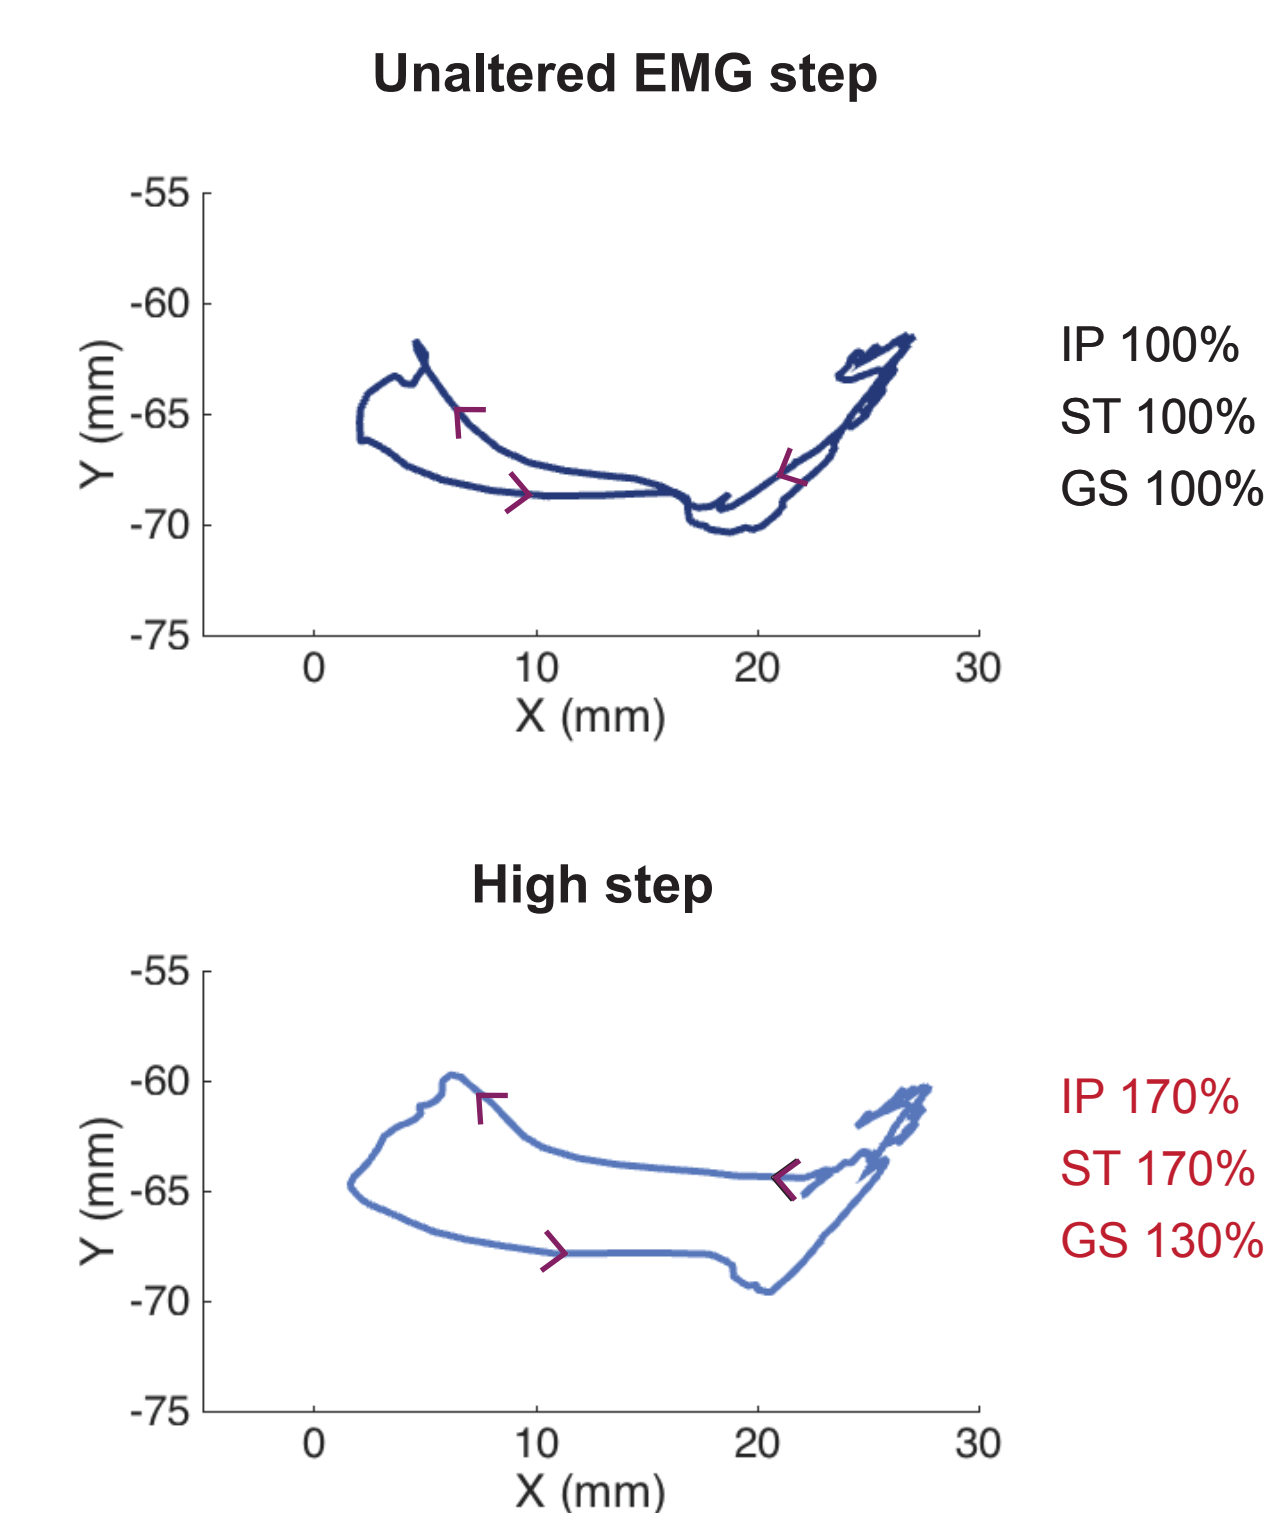 Unaltered EMG step
-55
-60
-65
-70
-75
Y (mm)
0 10 20 30
X (mm)
IP 100%
ST 100%
GS 100%
High step
-55
-60
-65
-70
-75
Y (mm)
0 10 20 30
X (mm)
IP 170%
ST 170%
GS 130%